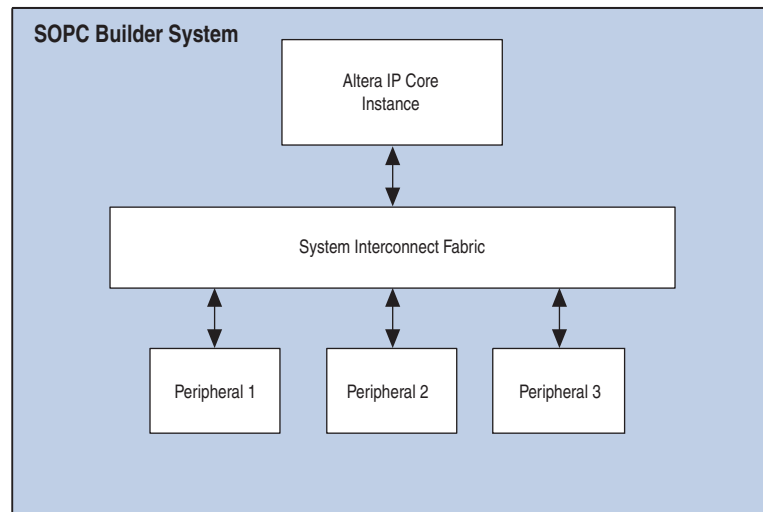 SOPC Builder System
Altera IP Core
Instance
System Interconnect Fabric
Peripheral 1
Peripheral 2
Peripheral 3